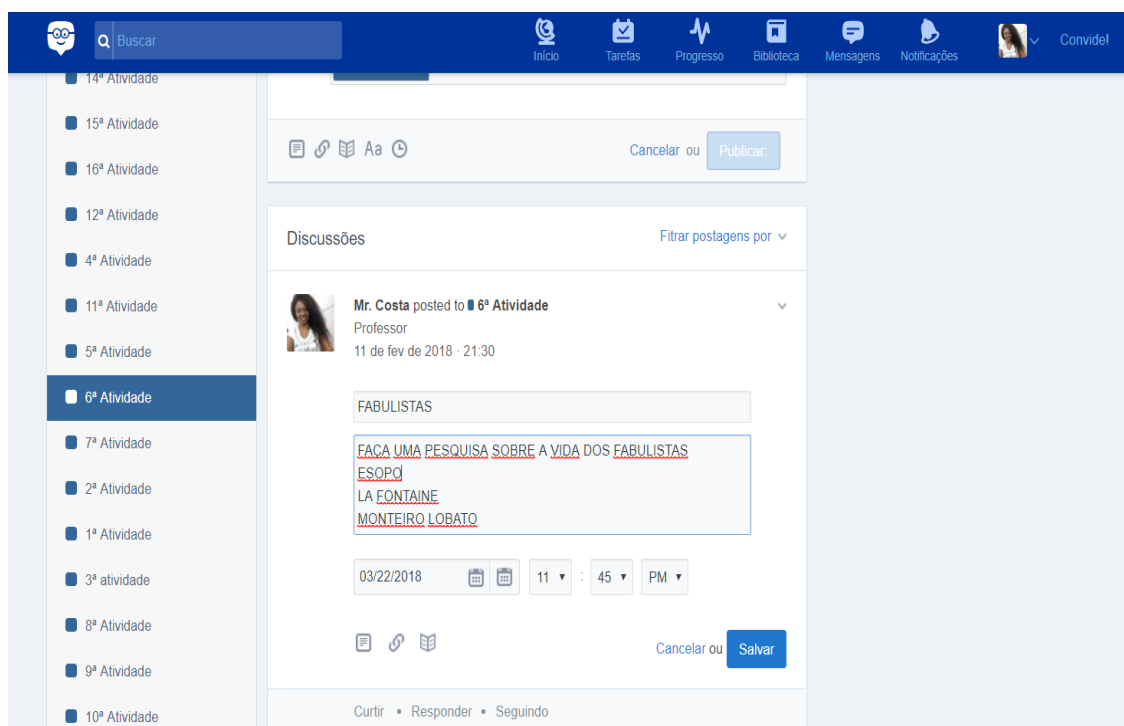 Buscar
Início
Tarefas
Progresso
Biblioteca
Mensagens
Notificações
Convide!
14ª Atividade
15ª Atividade
16ª Atividade
12ª Atividade
4ª Atividade
11ª Atividade
5ª Atividade
6ª Atividade
7ª Atividade
2ª Atividade
1ª Atividade
3ª atividade
8ª Atividade
9ª Atividade
10ª Atividade
Aa
Cancelar ou Publicar:
Discussões
Fitrar postagens por
Mr. Costa posted to 6ª Atividade
Professor
11 de fev de 2018 · 21:30
FABULISTAS
FAÇA UMA PESQUISA SOBRE A VIDA DOS FABULISTAS
ESOPO
LA FONTAINE
MONTEIRO LOBATO
03/22/2018 11 : 45 PM
Cancelar ou Salvar
Curtir • Responder • Seguindo